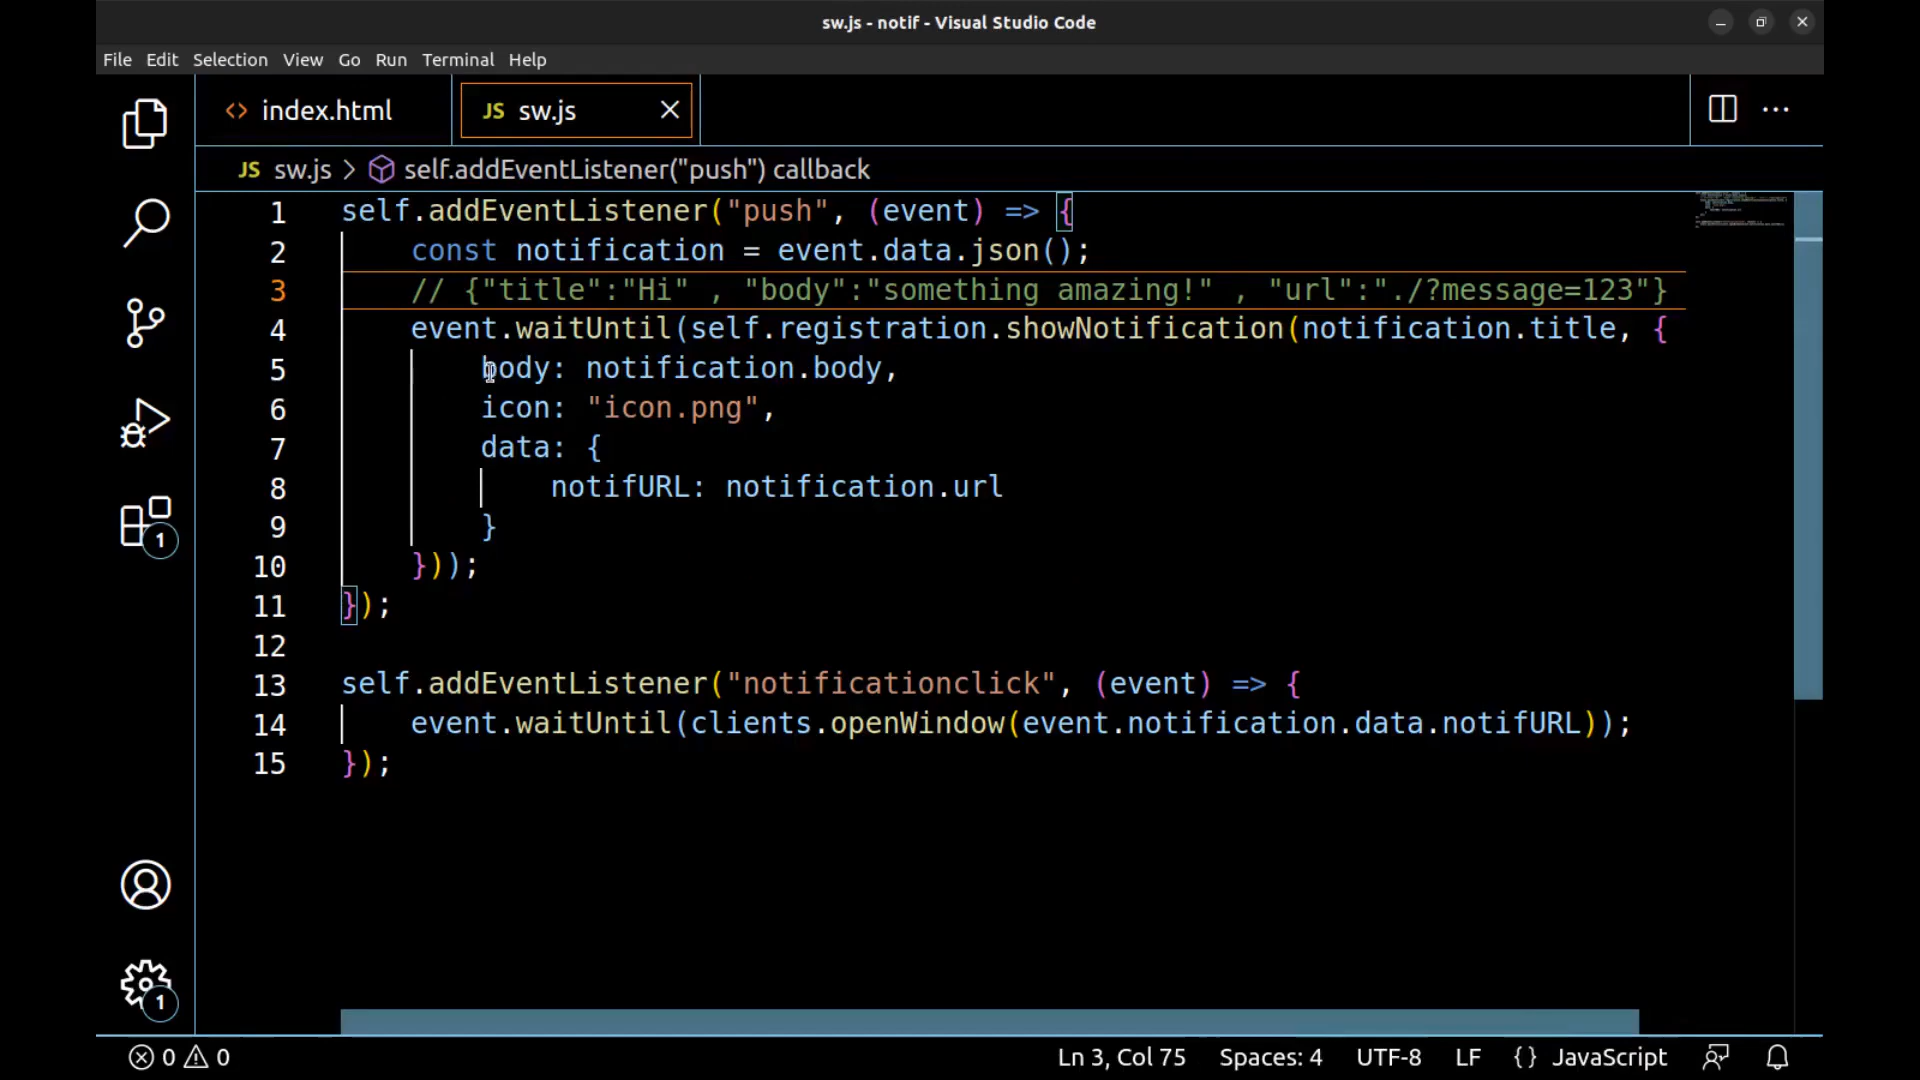 sw.js - notif - Visual Studio Code
File Edit Selection View Go Run Terminal Help
<> index.html JS sw.js
JS sw.js > self.addEventListener("push") callback
1 self.addEventListener("push", (event) => {
2 const notification = event.data.json();
3 // {"title":"Hi" , "body":"something amazing!" , "url":"./?message=123"}
4 event.waitUntil(self.registration.showNotification(notification.title, {
5 body: notification.body,
6 icon: "icon.png",
7 data: {
8 notifURL: notification.url
9 }
10 }));
11 });
12
13 self.addEventListener("notificationclick", (event) => {
14 event.waitUntil(clients.openWindow(event.notification.data.notifURL));
15 });
1
1
0 0 Ln 3, Col 75 Spaces: 4 UTF-8 LF {} JavaScript